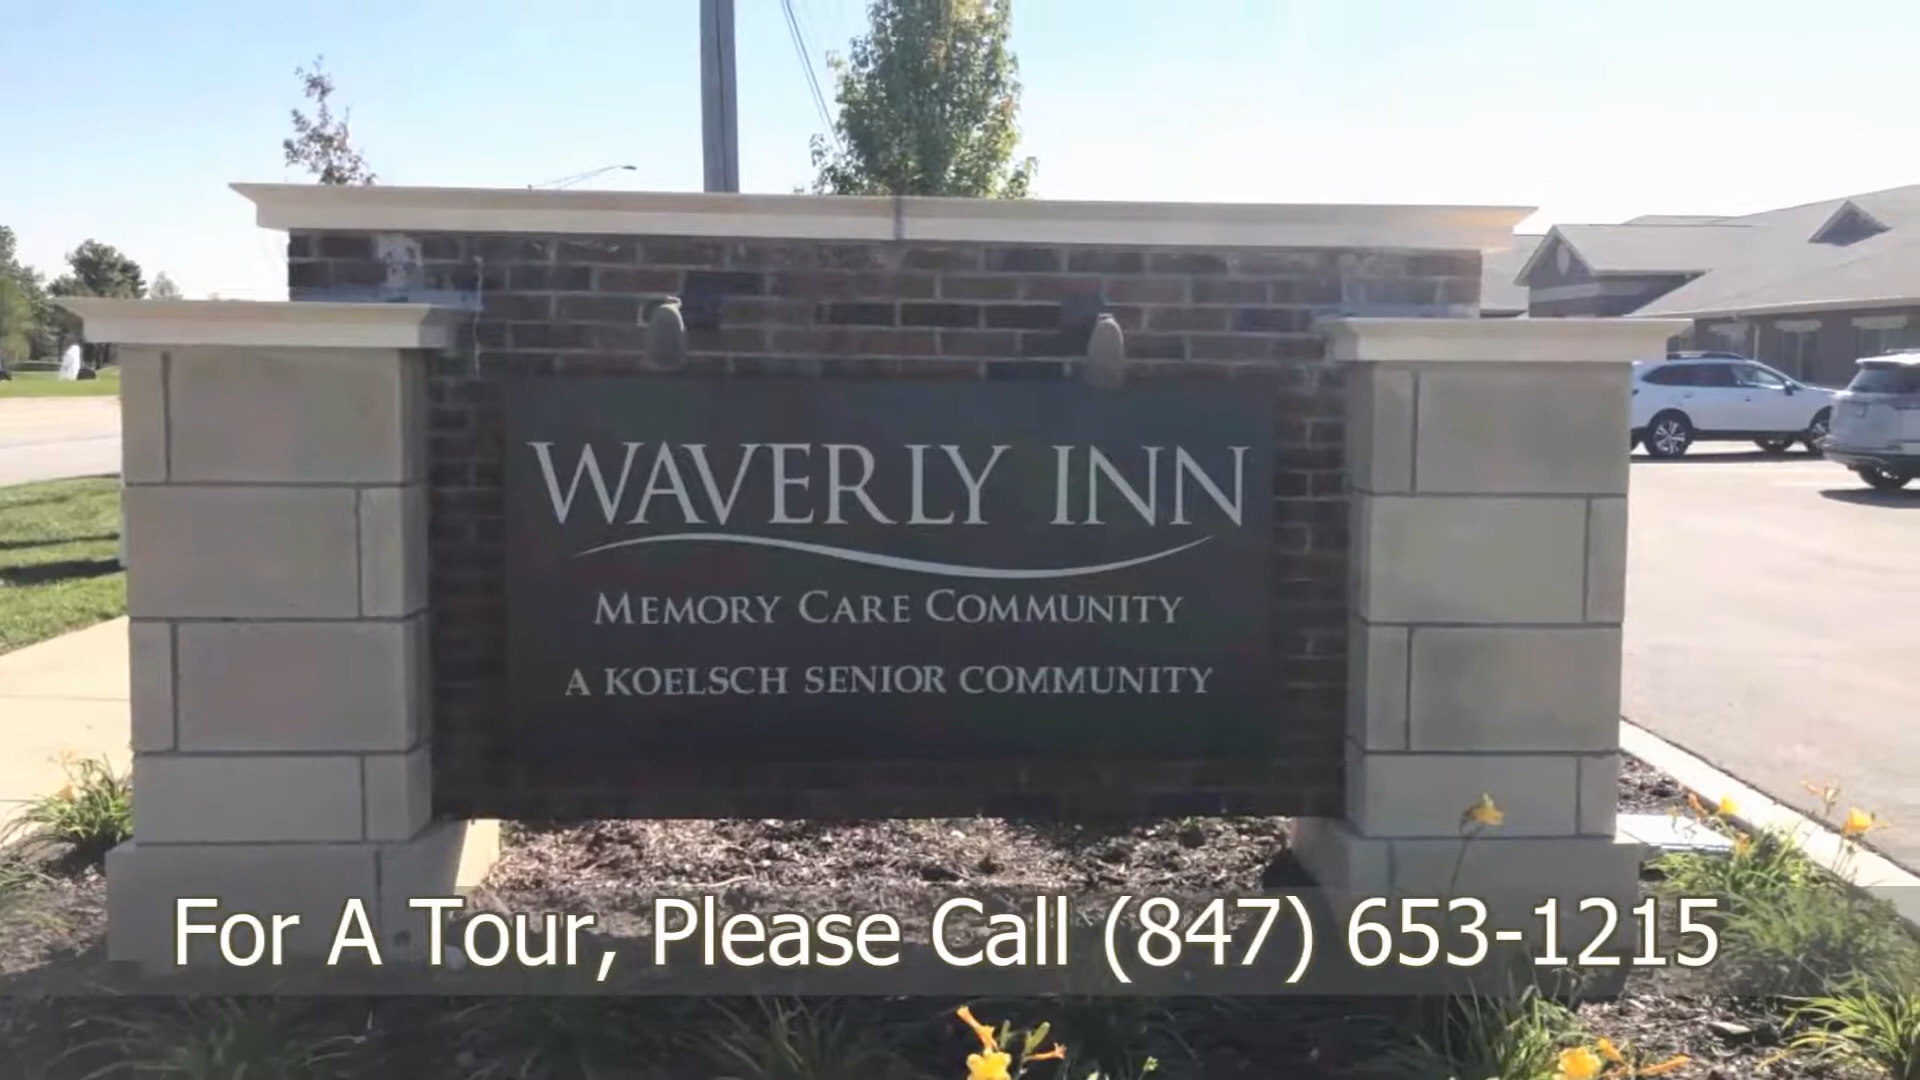 WAVERLY INN
MEMORY CARE COMMUNITY
A KOELSCH SENIOR COMMUNITY
For A Tour, Please Call (847) 653-1215